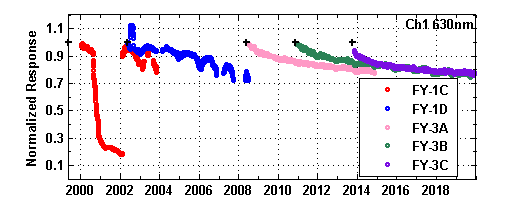 Ch1 630nm
Normalized Response
1.1
0.9
0.7
0.5
0.3
0.1
2000 2002 2004 2006 2008 2010 2012 2014 2016 2018
FY-1C
FY-1D
FY-3A
FY-3B
FY-3C